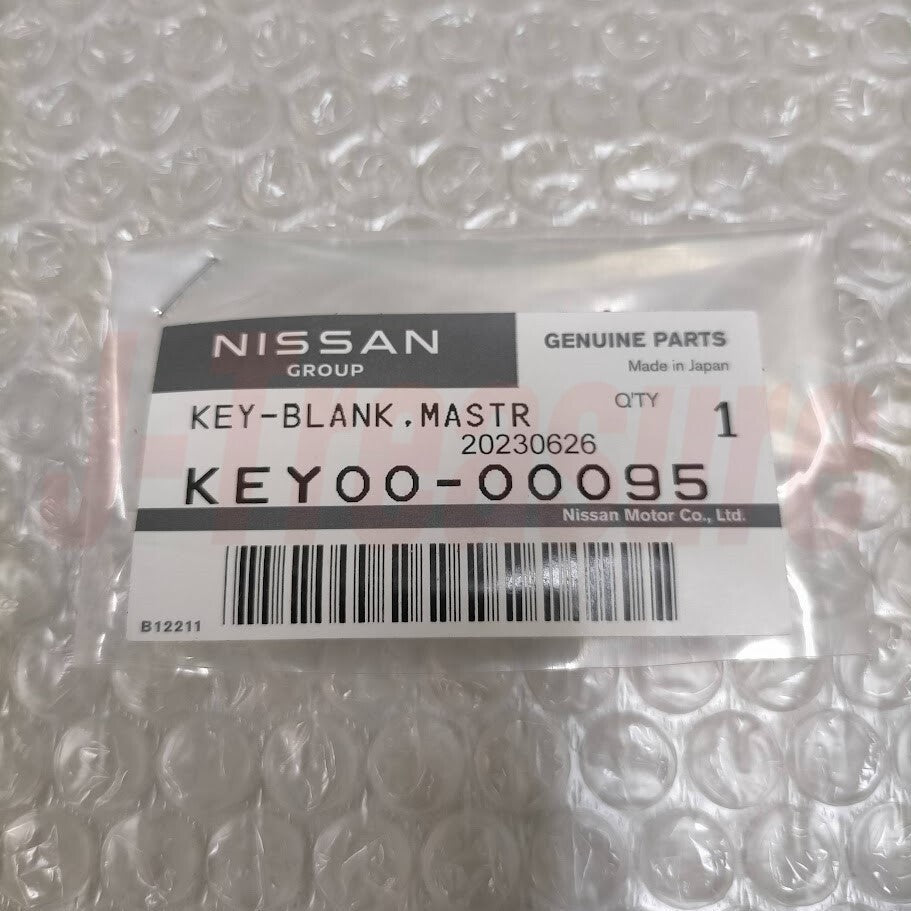 NISSAN
GROUP
GENUINE PARTS
Made in Japan
KEY-BLANK,MASTR
Q'TY 1
20230626
KEY00-00095
Nissan Motor Co., Ltd.
B12211
J-Treasure